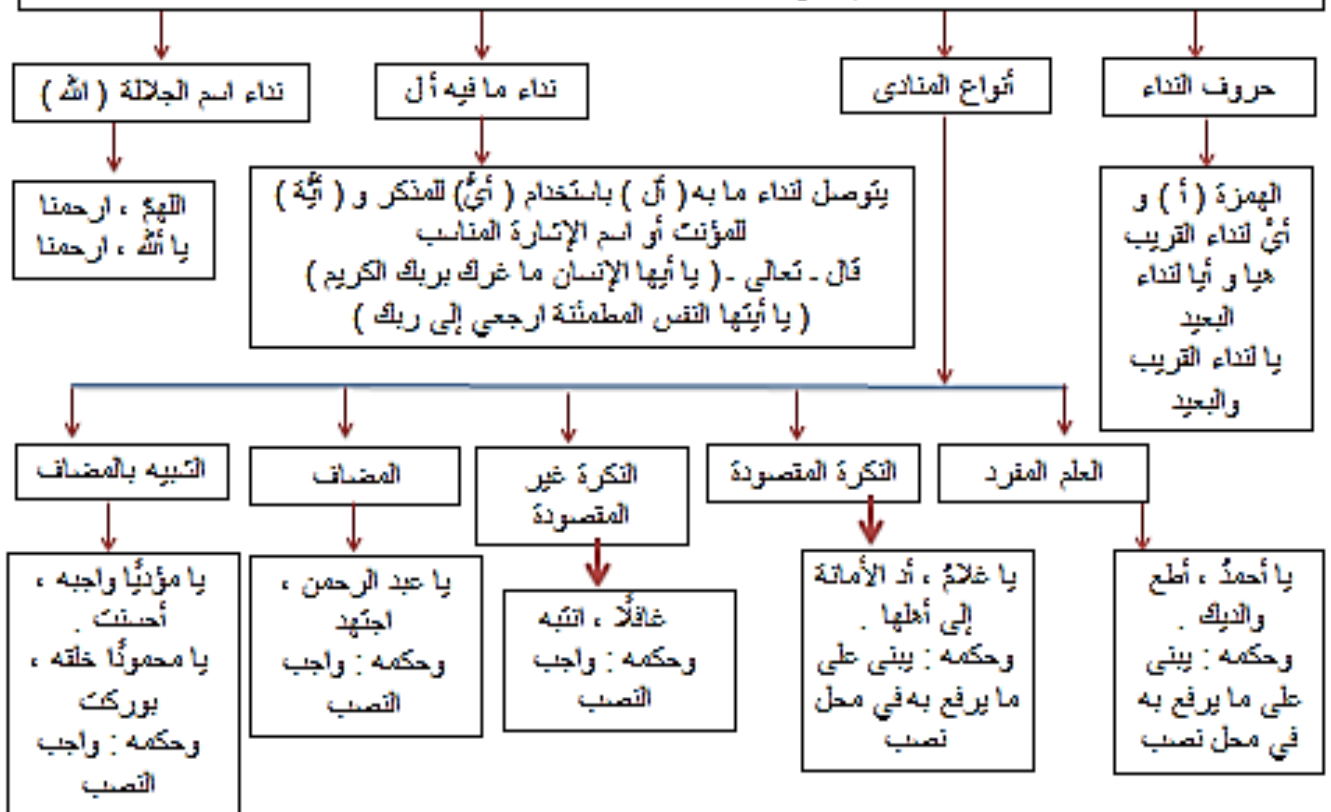 حروف النداء
أنواع المنادى
نداء ما فيه أل
نداء اسم الجلالة ( الله )
الهمزة ( أ ) و
أيْ لنداء القريب
هيا و أيا لنداء
البعيد
يا لنداء القريب
والبعيد
يتوصل لنداء ما به ( أل ) باستخدام ( أيُّ) للمذكر و ( أيَّة )
للمؤنث أو اسم الإشارة المناسب
قال ـ تعالى ـ ( يا أيها الإنسان ما غرك بربك الكريم )
( يا أيتها النفس المطمئنة ارجعي إلى ربك )
اللهمّ ، ارحمنا
يا ألله ، ارحمنا
العلم المفرد
النكرة المقصودة
النكرة غير
المقصودة
المضاف
الشبيه بالمضاف
يا أحمدُ ، أطع
والديك .
وحكمه : يبنى
على ما يرفع به
في محل نصب
يا غلامُ ، أد الأمانة
إلى أهلها .
وحكمه : يبنى على
ما يرفع به في محل
نصب
غافلًا ، انتبه
وحكمه : واجب
النصب
يا عبد الرحمن ،
اجتهد
وحكمه : واجب
النصب
يا مؤديًّا واجبه ،
أحسنت .
يا محمودًا خلقه ،
بوركت
وحكمه : واجب
النصب